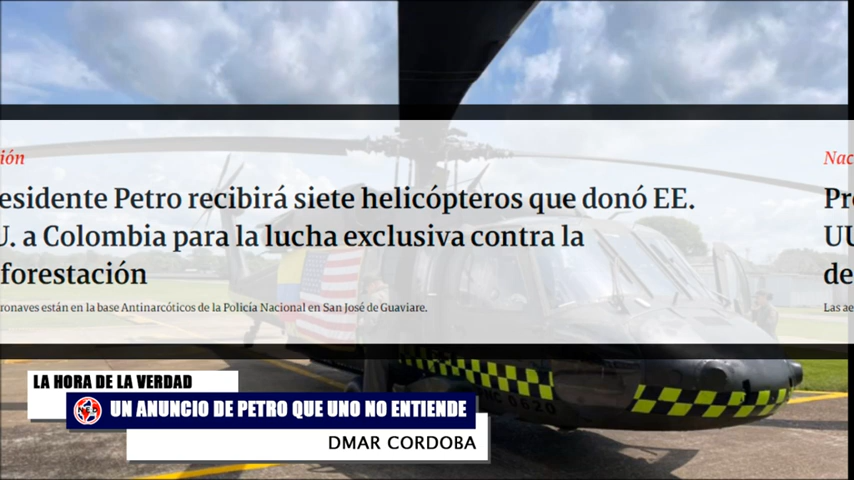 ión
esidente Petro recibirá siete helicópteros que donó EE.
U. a Colombia para la lucha exclusiva contra la
forestación
ronaves están en la base Antinarcóticos de la Policía Nacional en San José de Guaviare.
Nac
Pr
UU
de
Las ae
LA HORA DE LA VERDAD
UN ANUNCIO DE PETRO QUE UNO NO ENTIENDE
DMAR CORDOBA